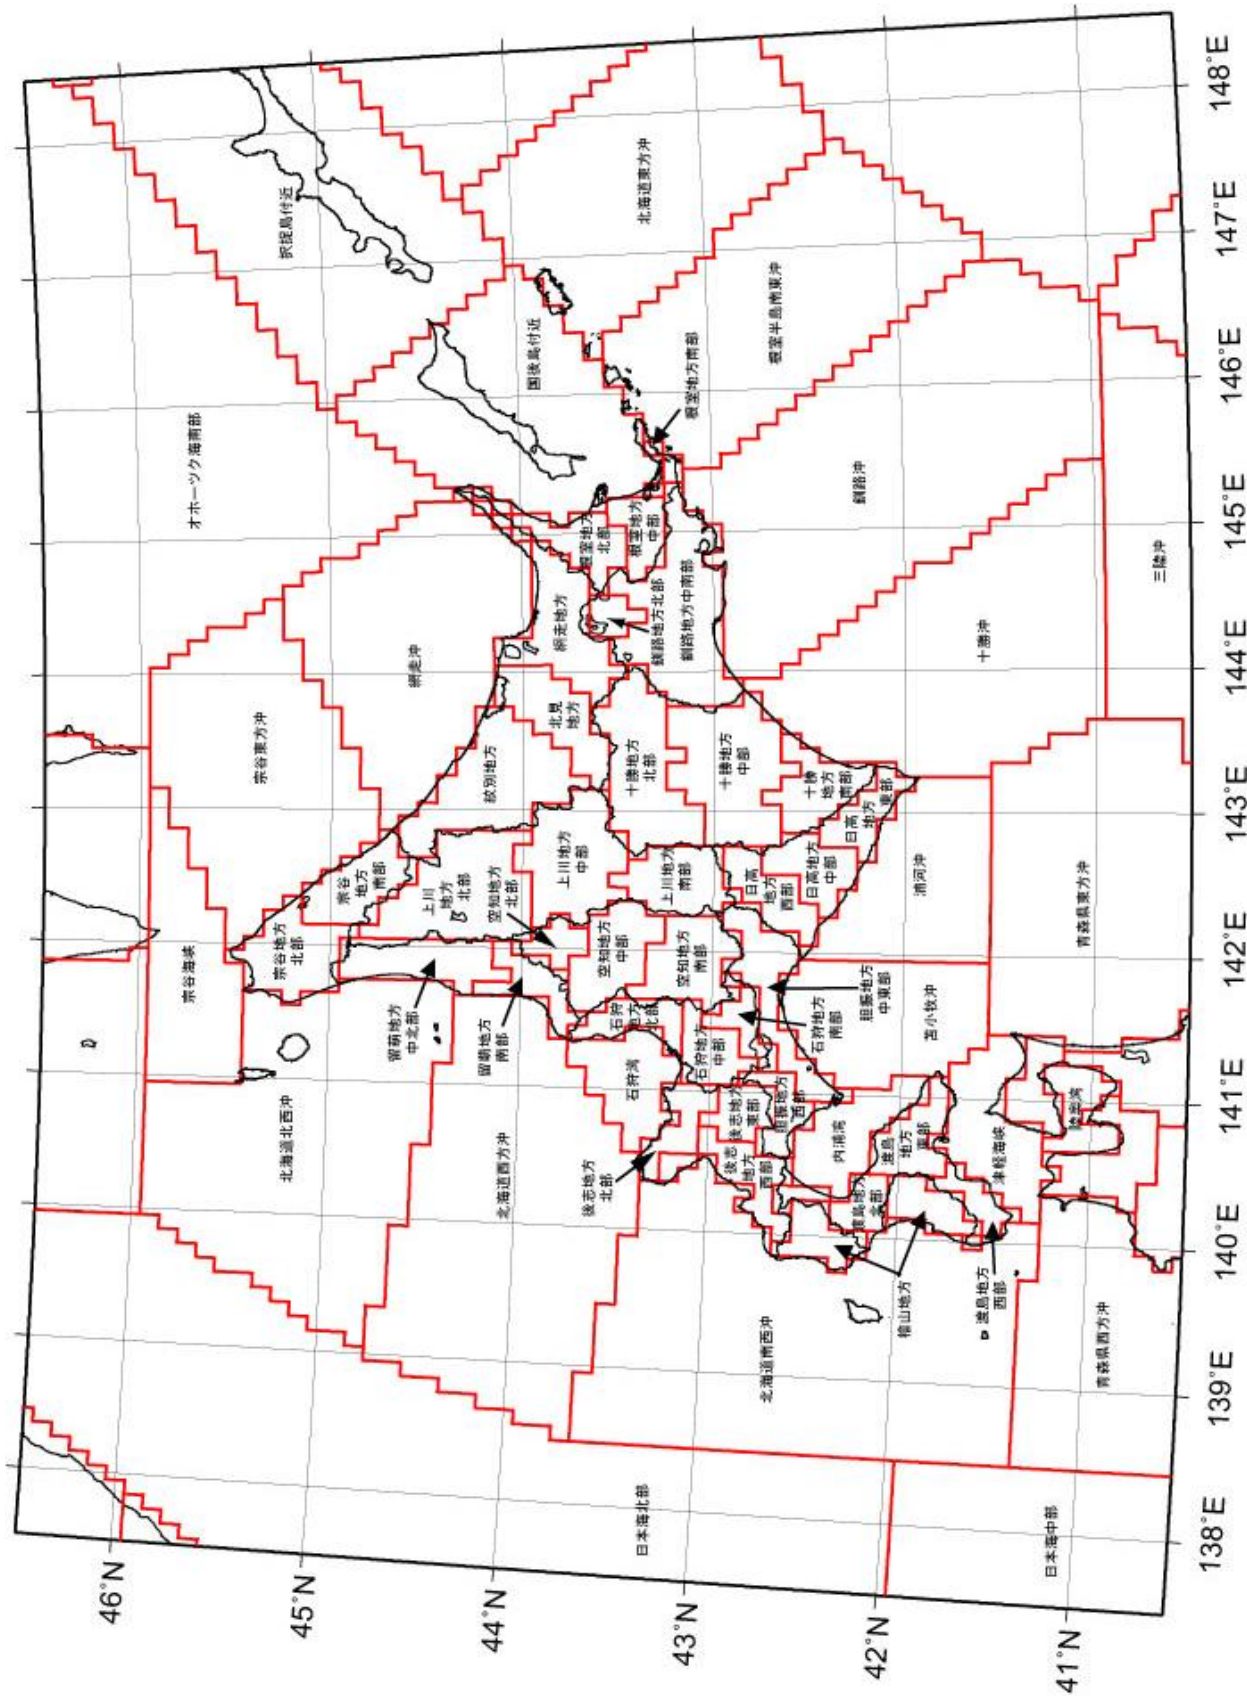 択捉島付近
オホーツク海南部
北海道東方沖
国後島付近
根室半島南東沖
根室地方南部
宗谷東方沖
網走沖
釧路沖
十勝沖
三陸沖
根室地方
北部
根室地方
中部
網走地方
釧路地方北部
釧路地方中南部
北見
地方
紋別地方
十勝地方
北部
十勝地方
中部
十勝
地方
南部
日高
地方
東部
宗谷海峡
宗谷
地方
南部
宗谷地方
北部
上川
地方
北部
空知地方
北部
上川地方
中部
上川地方
南部
日高
地方
西部
日高地方
中部
浦河沖
青森県東方沖
空知地方
中部
空知地方
南部
留萌地方
中北部
留萌地方
南部
石狩
地方
北部
石狩地方
中部
石狩地方
南部
胆振地方
中東部
苫小牧沖
北海道北西沖
北海道西方沖
石狩湾
後志地方
北部
後志地方
東部
後志
地方
西部
胆振地方
西部
内浦湾
渡島
地方
東部
津軽海峡
陸奥湾
渡島地方
北部
檜山地方
渡島地方
西部
北海道南西沖
青森県西方沖
日本海北部
日本海中部
46°N
45°N
44°N
43°N
42°N
41°N
138°E
139°E
140°E
141°E
142°E
143°E
144°E
145°E
146°E
147°E
148°E